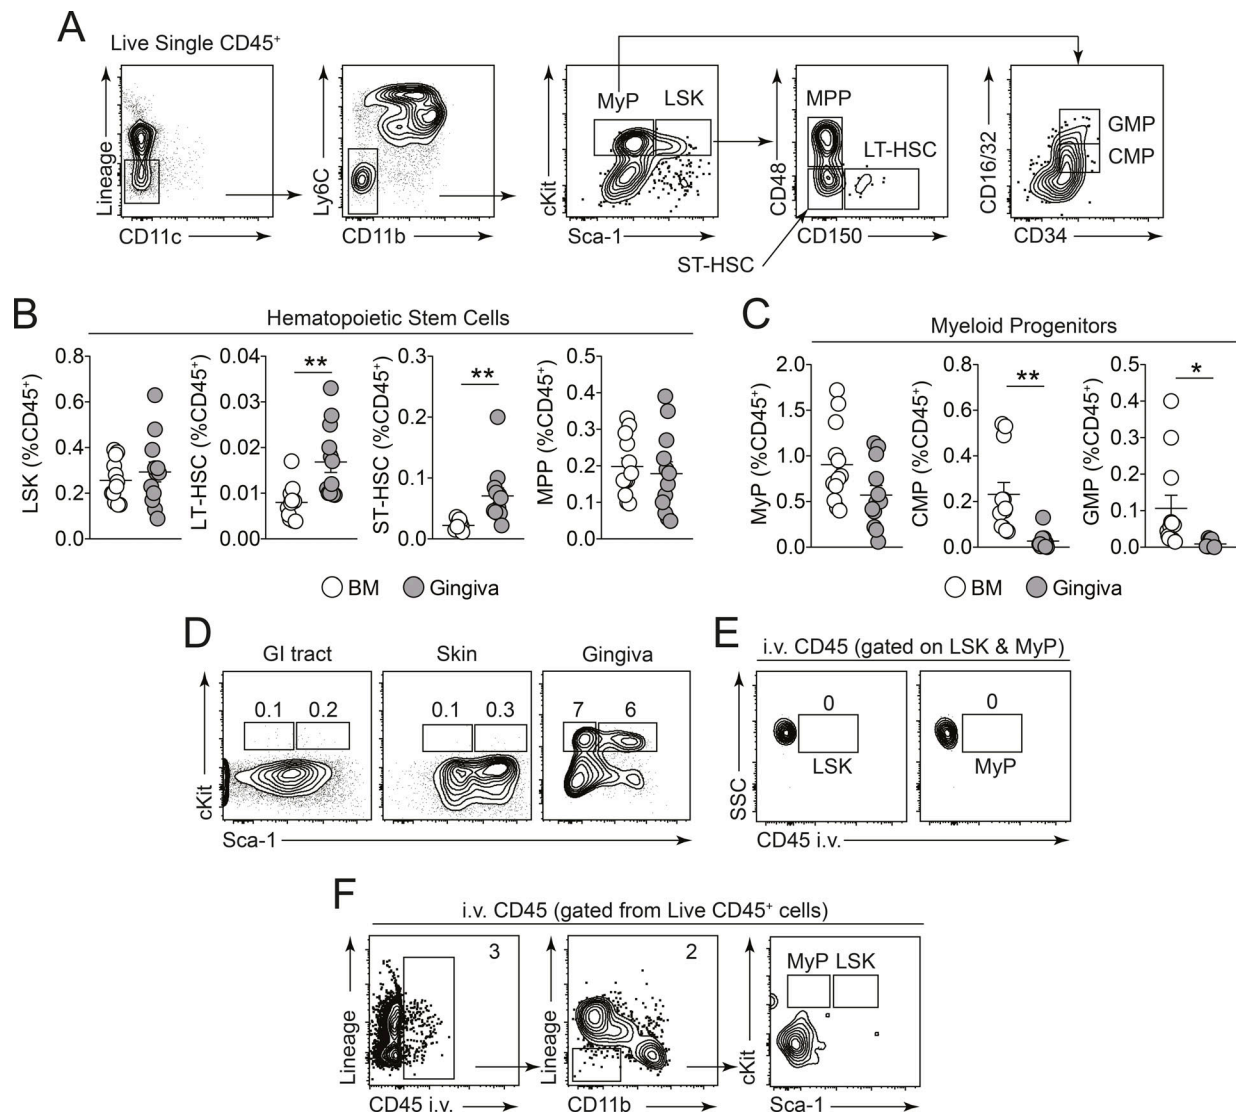 A
Live Single CD45⁺
Lineage
CD11c
Ly6C
CD11b
MyP
LSK
cKit
Sca-1
MPP
LT-HSC
CD48
CD150
ST-HSC
GMP
CMP
CD16/32
CD34
B
Hematopoietic Stem Cells
LSK (%CD45⁺)
0.8
0.6
0.4
0.2
0.0
LT-HSC (%CD45⁺)
0.04
0.03
0.02
0.01
0.00
**
ST-HSC (%CD45⁺)
0.3
0.2
0.1
0.0
**
MPP (%CD45⁺)
0.5
0.4
0.3
0.2
0.1
0.0
BM Gingiva
C
Myeloid Progenitors
MyP (%CD45⁺)
2.0
1.5
1.0
0.5
0.0
CMP (%CD45⁺)
0.8
0.6
0.4
0.2
0.0
**
GMP (%CD45⁺)
0.5
0.4
0.3
0.2
0.1
0.0
*
BM Gingiva
D
GI tract
0.1 0.2
Skin
0.1 0.3
Gingiva
7 6
cKit
Sca-1
E
i.v. CD45 (gated on LSK & MyP)
0
LSK
0
MyP
SSC
CD45 i.v.
F
i.v. CD45 (gated from Live CD45⁺ cells)
3
Lineage
CD45 i.v.
2
Lineage
CD11b
MyP LSK
cKit
Sca-1